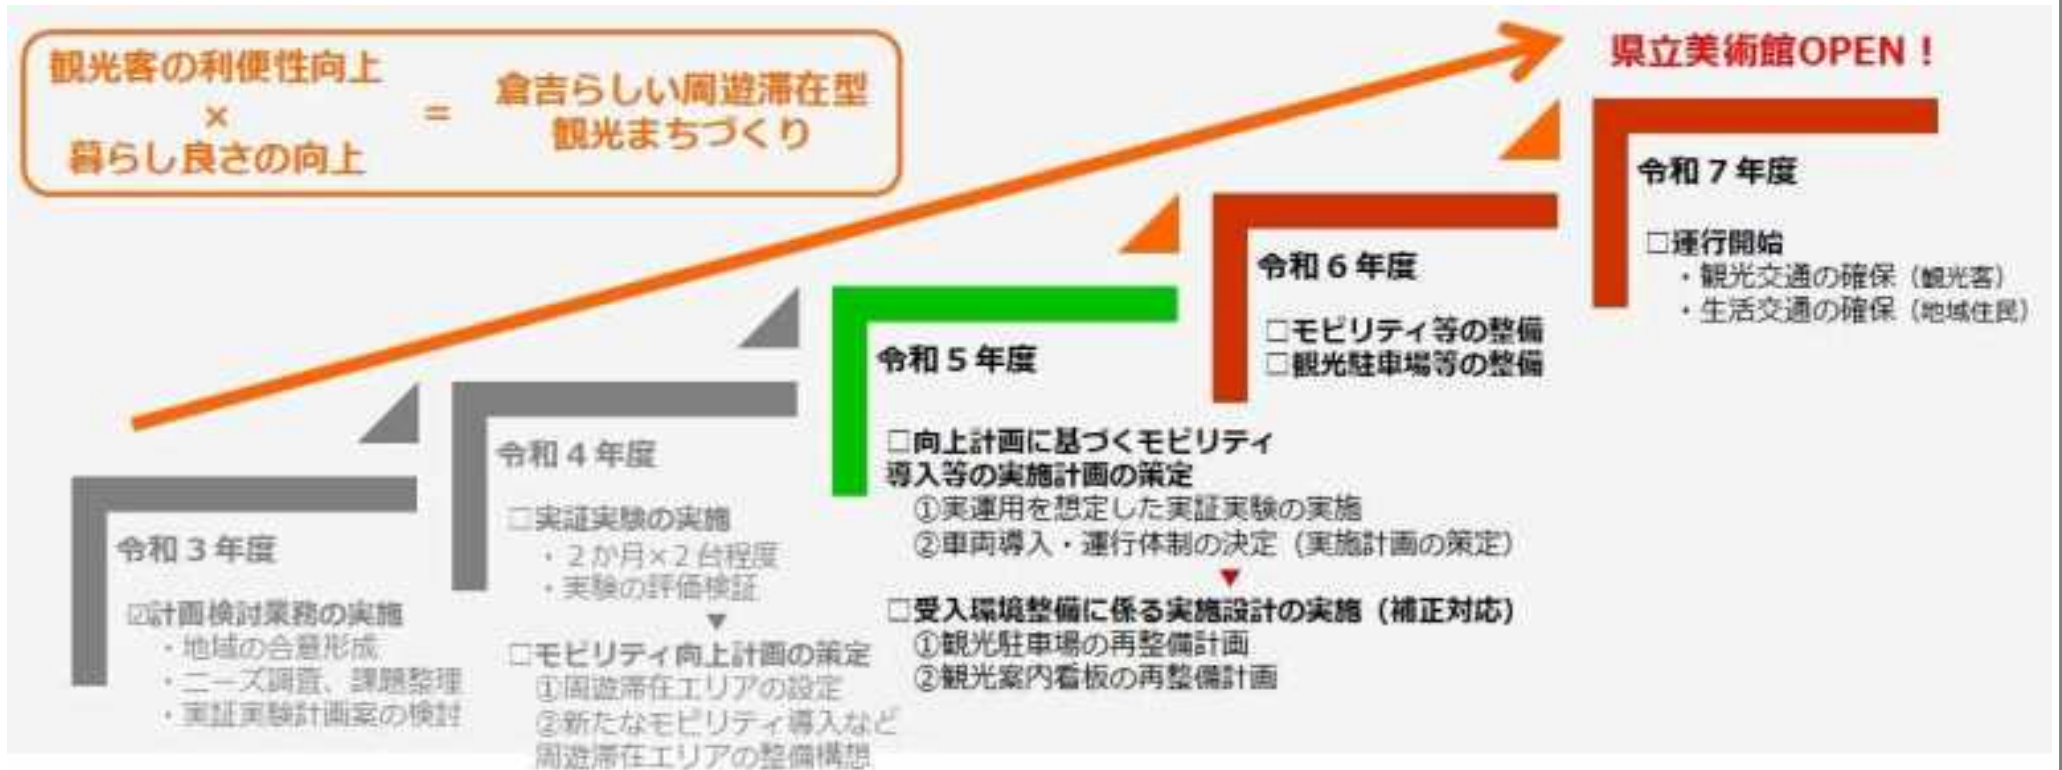 観光客の利便性向上
×
暮らし良さの向上
=
倉吉らしい周遊滞在型
観光まちづくり
県立美術館OPEN！
令和３年度
☑計画検討業務の実施
・地域の合意形成
・ニーズ調査、課題整理
・実証実験計画案の検討
令和４年度
□実証実験の実施
・２か月×２台程度
・実験の評価検証
▼
□モビリティ向上計画の策定
①周遊滞在エリアの設定
②新たなモビリティ導入など
周遊滞在エリアの整備構想
令和５年度
□向上計画に基づくモビリティ
導入等の実施計画の策定
①実運用を想定した実証実験の実施
②車両導入・運行体制の決定（実施計画の策定）
▼
□受入環境整備に係る実施設計の実施（補正対応）
①観光駐車場の再整備計画
②観光案内看板の再整備計画
令和６年度
□モビリティ等の整備
□観光駐車場等の整備
令和７年度
□運行開始
・観光交通の確保（観光客）
・生活交通の確保（地域住民）